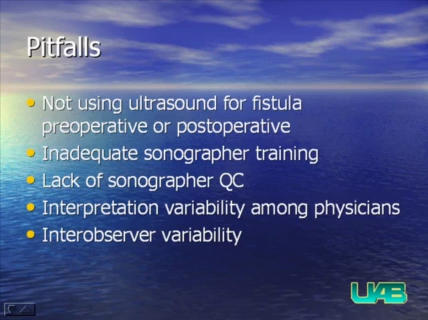 Pitfalls
• Not using ultrasound for fistula
preoperative or postoperative
• Inadequate sonographer training
• Lack of sonographer QC
• Interpretation variability among physicians
• Interobserver variability
UAB